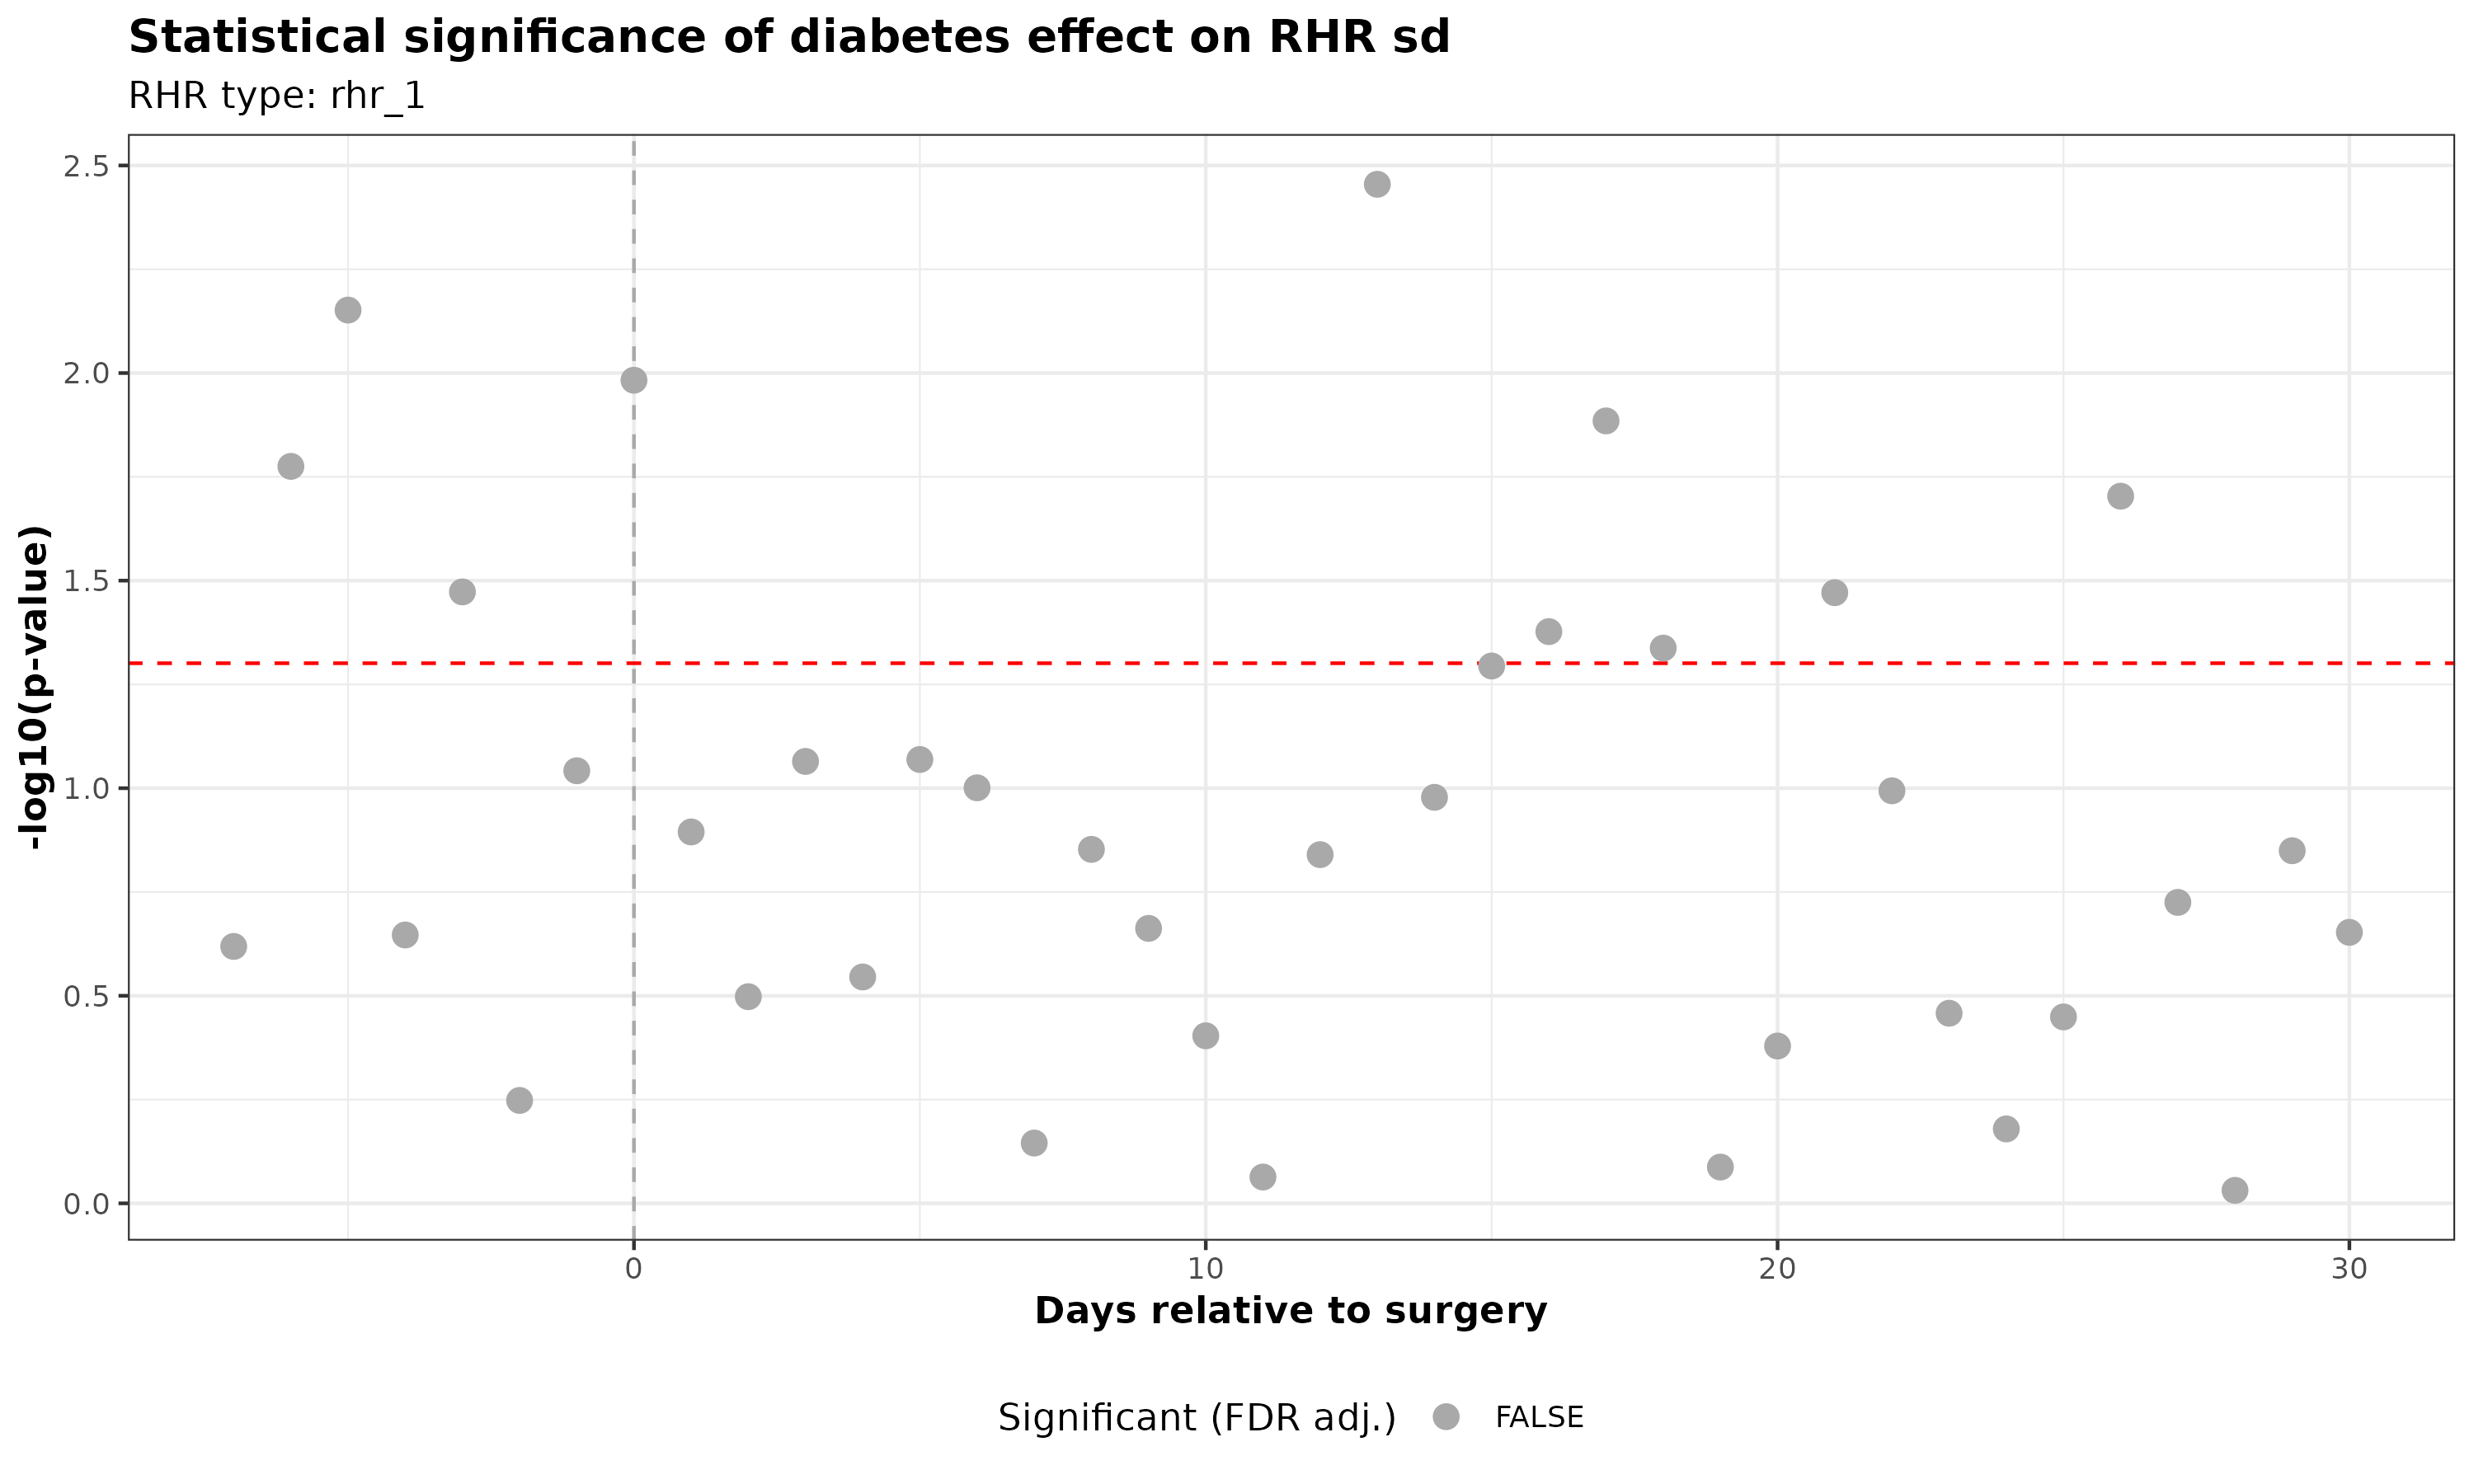 Statistical significance of diabetes effect on RHR sd
RHR type: rhr_1
-log10(p-value)
2.5
2.0
1.5
1.0
0.5
0.0
0 10 20 30
Days relative to surgery
Significant (FDR adj.) FALSE